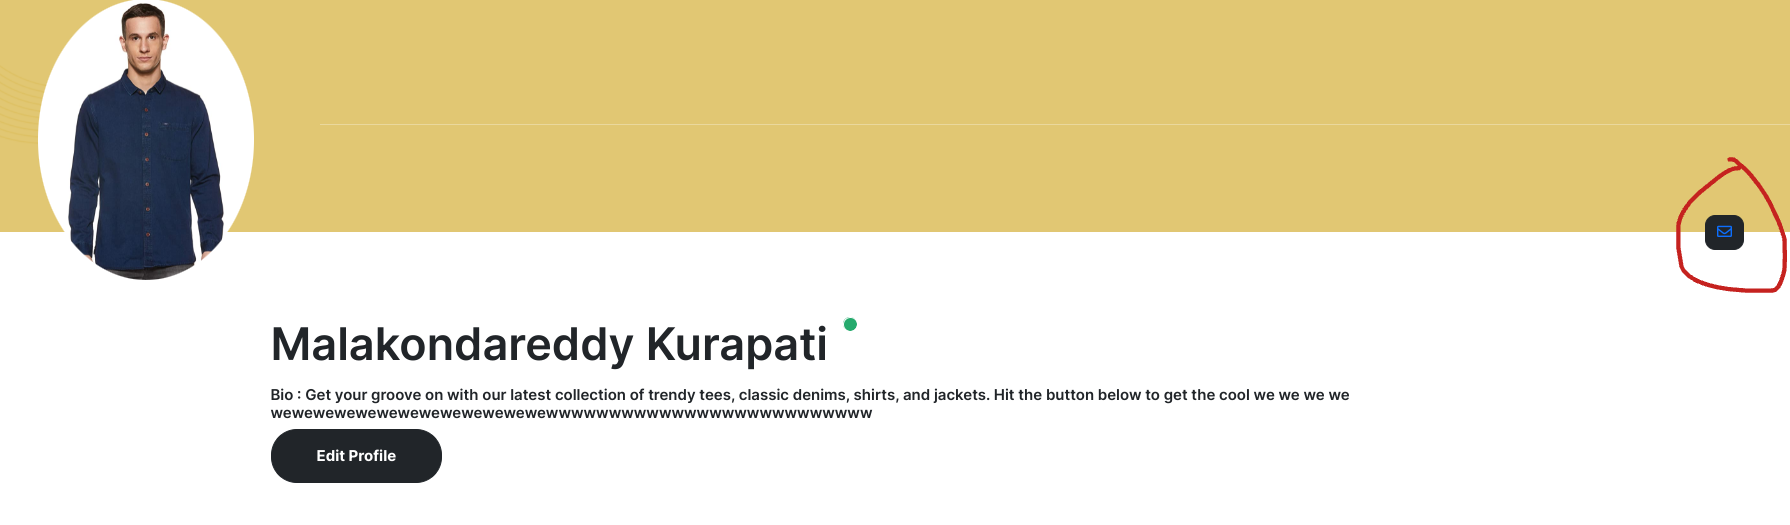 Malakondareddy Kurapati
Bio : Get your groove on with our latest collection of trendy tees, classic denims, shirts, and jackets. Hit the button below to get the cool we we we we
wewewewewewewewewewewewewwwwwwwwwwwwwwwwwwwwwwwwww
Edit Profile